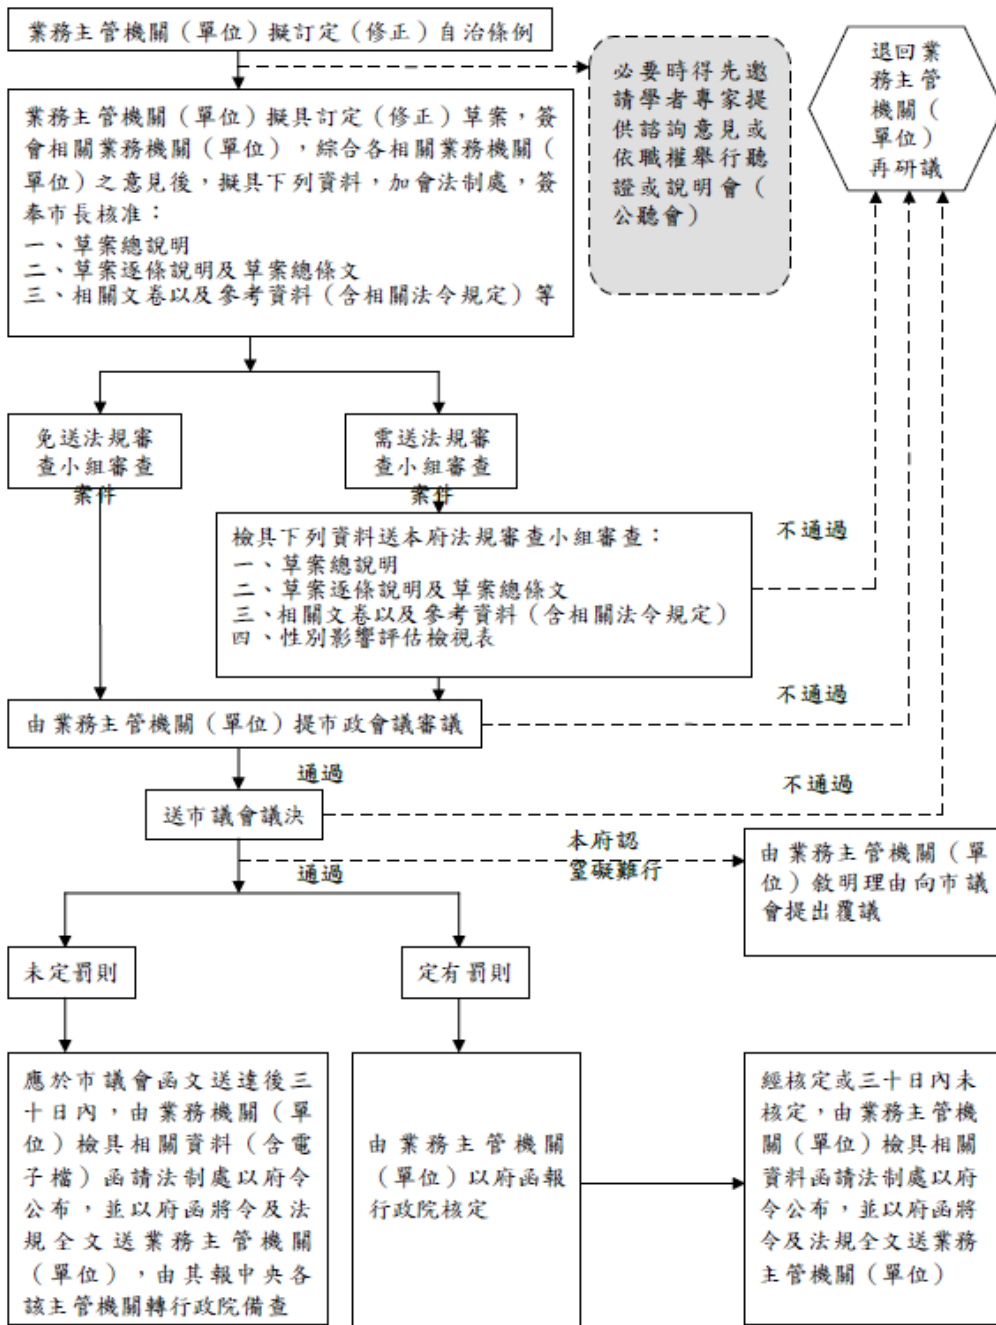 業務主管機關（單位）擬訂定（修正）自治條例
業務主管機關（單位）擬具訂定（修正）草案，簽
會相關業務機關（單位），綜合各相關業務機關（
單位）之意見後，擬具下列資料，加會法制處，簽
奉市長核准：
一、草案總說明
二、草案逐條說明及草案總條文
三、相關文卷以及參考資料（含相關法令規定）等
必要時得先邀
請學者專家提
供諮詢意見或
依職權舉行聽
證或說明會（
公聽會）
退回業
務主管
機關（
單位）
再研議
免送法規審
查小組審查
案件
需送法規審
查小組審查
案件
檢具下列資料送本府法規審查小組審查：
一、草案總說明
二、草案逐條說明及草案總條文
三、相關文卷以及參考資料（含相關法令規定）
四、性別影響評估檢視表
不通過
由業務主管機關（單位）提市政會議審議
不通過
通過
送市議會議決
不通過
通過
本府認
窒礙難行
由業務主管機關（單
位）敘明理由向市議
會提出覆議
未定罰則
定有罰則
應於市議會函文送達後三
十日內，由業務機關（單
位）檢具相關資料（含電
子檔）函請法制處以府令
公布，並以府函將令及法
規全文送業務主管機關
（單位），由其報中央各
該主管機關轉行政院備查
由業務主管機關
（單位）以府函報
行政院核定
經核定或三十日內未
核定，由業務主管機
關（單位）檢具相關
資料函請法制處以府
令公布，並以府函將
令及法規全文送業務
主管機關（單位）